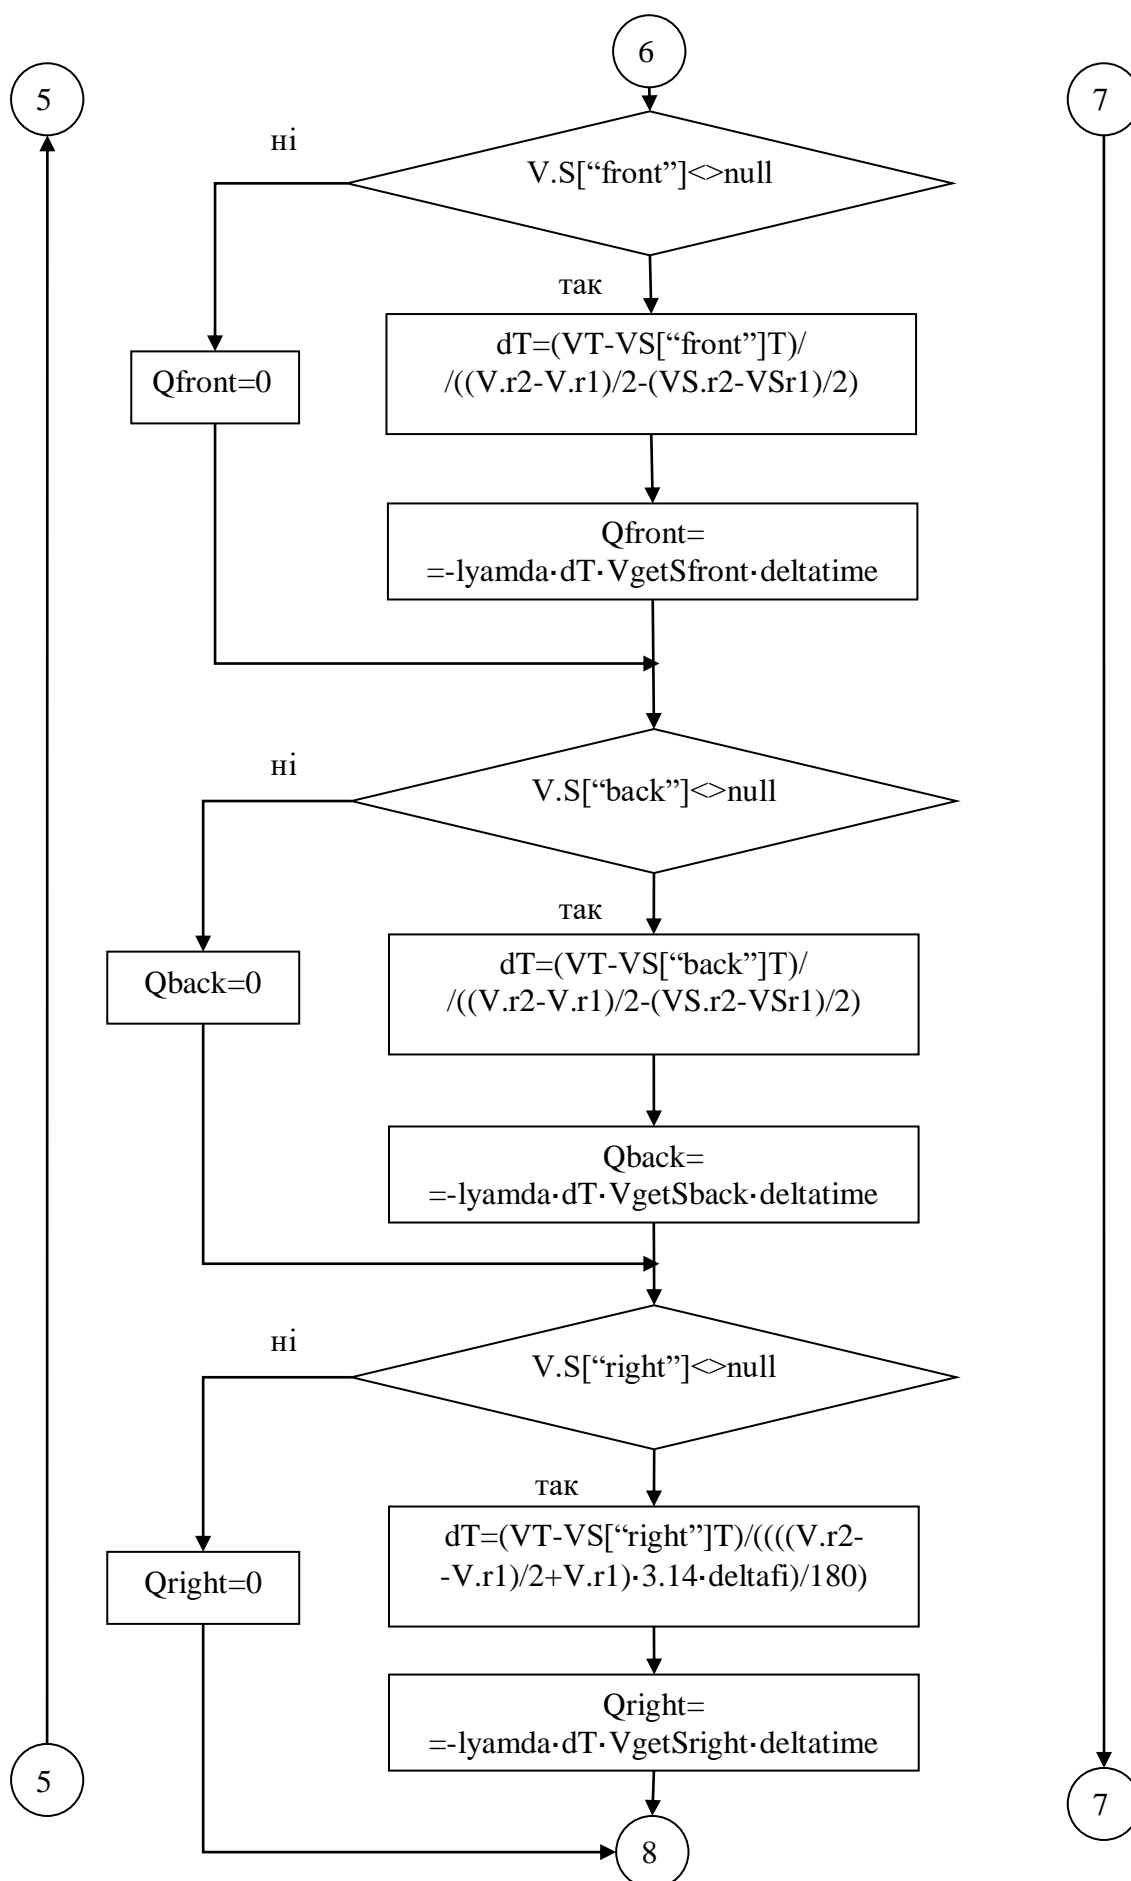 6
5
7
ні
V.S[“front”]<>null
так
dT=(VT-VS[“front”]T)/
/((V.r2-V.r1)/2-(VS.r2-VSr1)/2)
Qfront=0
Qfront=
=-lyamda·dT·VgetSfront·deltatime
ні
V.S[“back”]<>null
так
dT=(VT-VS[“back”]T)/
/((V.r2-V.r1)/2-(VS.r2-VSr1)/2)
Qback=0
Qback=
=-lyamda·dT·VgetSback·deltatime
ні
V.S[“right”]<>null
так
dT=(VT-VS[“right”]T)/((((V.r2-
-V.r1)/2+V.r1)·3.14·deltafi)/180)
Qright=0
Qright=
=-lyamda·dT·VgetSright·deltatime
5
7
8